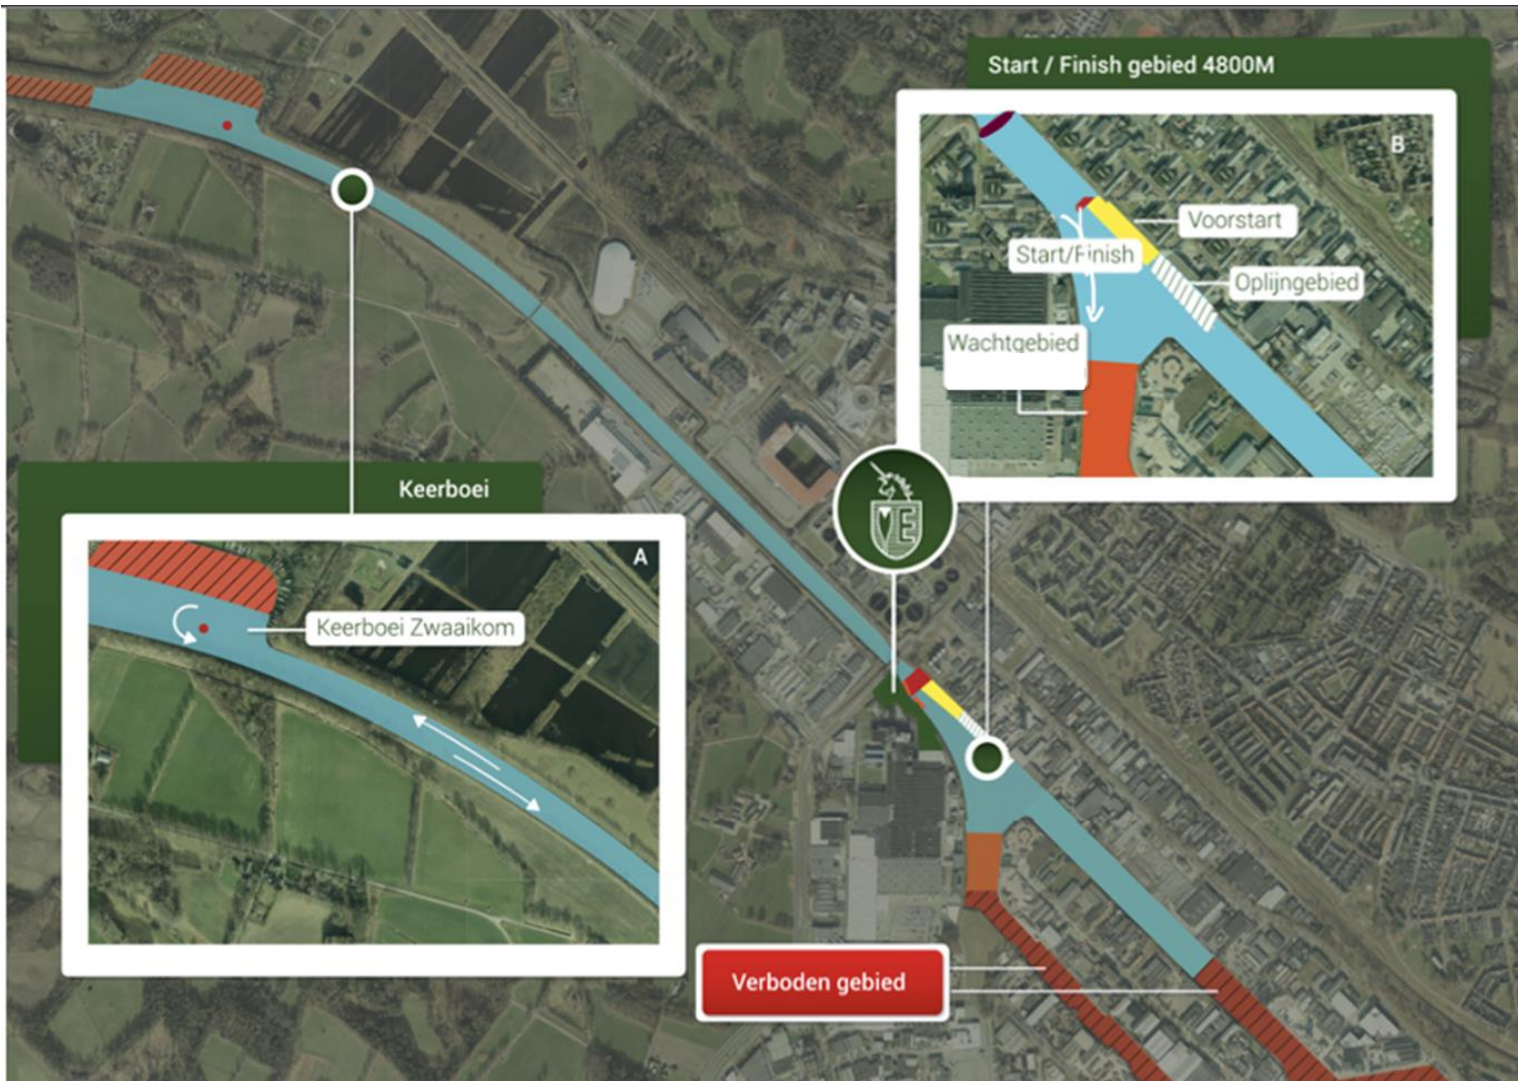 Start / Finish gebied 4800M
B
Voorstart
Start/Finish
Oplijngebied
Wachtgebied
VE
Keerboei
A
Keerboei Zwaaikom
Verboden gebied